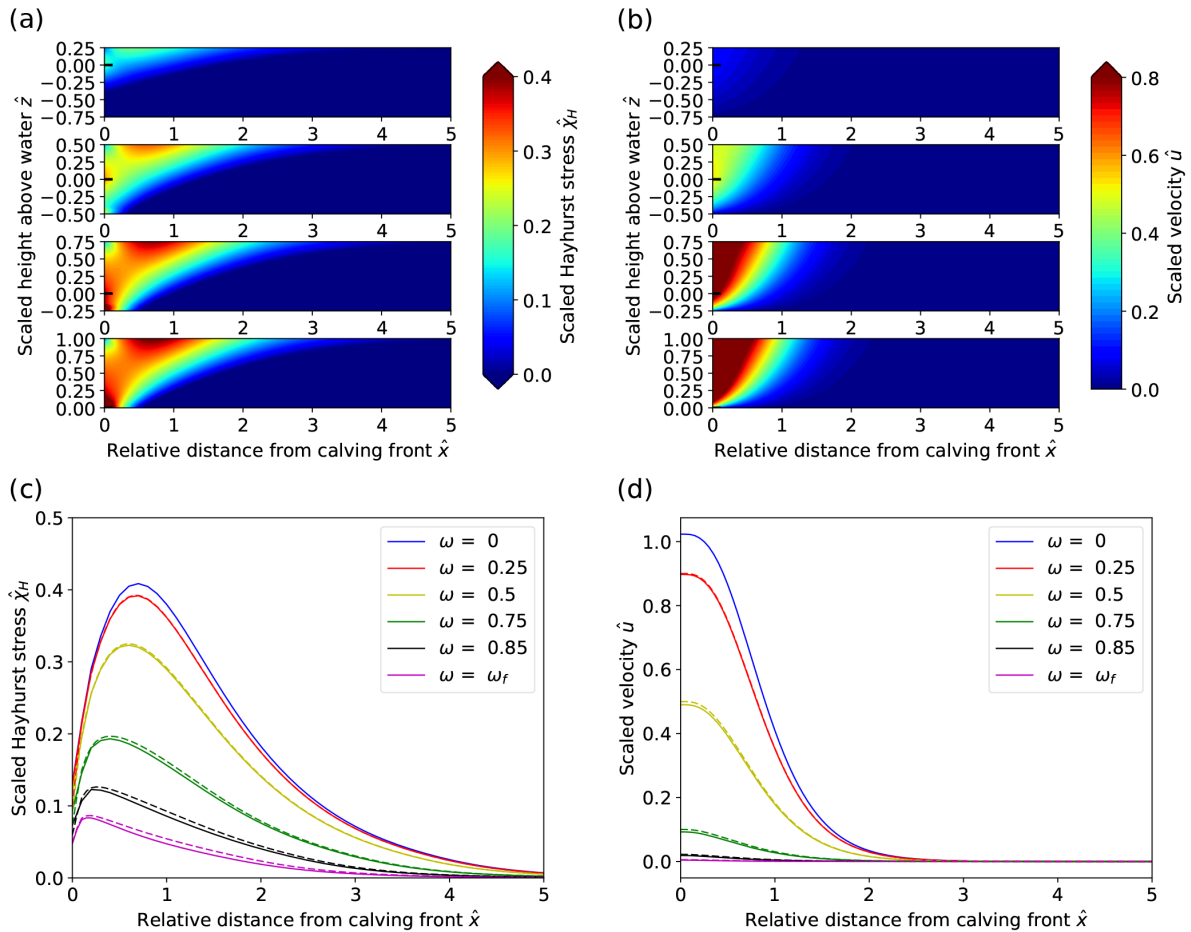 (a)
0.25
0.00
−0.25
−0.50
−0.75
0 1 2 3 4 5
0.50
0.25
0.00
−0.25
−0.50
0 1 2 3 4 5
0.75
0.50
0.25
0.00
−0.25
0 1 2 3 4 5
1.00
0.75
0.50
0.25
0.00
0 1 2 3 4 5
Scaled height above water ẑ
Relative distance from calving front x̂
0.4
0.3
0.2
0.1
0.0
Scaled Hayhurst stress χ̂_H
(b)
0.25
0.00
−0.25
−0.50
−0.75
0 1 2 3 4 5
0.50
0.25
0.00
−0.25
−0.50
0 1 2 3 4 5
0.75
0.50
0.25
0.00
−0.25
0 1 2 3 4 5
1.00
0.75
0.50
0.25
0.00
0 1 2 3 4 5
Scaled height above water ẑ
Relative distance from calving front x̂
0.8
0.6
0.4
0.2
0.0
Scaled velocity û
(c)
0.5
0.4
0.3
0.2
0.1
0.0
0 1 2 3 4 5
Scaled Hayhurst stress χ̂_H
Relative distance from calving front x̂
ω = 0
ω = 0.25
ω = 0.5
ω = 0.75
ω = 0.85
ω = ω_f
(d)
1.0
0.8
0.6
0.4
0.2
0.0
0 1 2 3 4 5
Scaled velocity û
Relative distance from calving front x̂
ω = 0
ω = 0.25
ω = 0.5
ω = 0.75
ω = 0.85
ω = ω_f